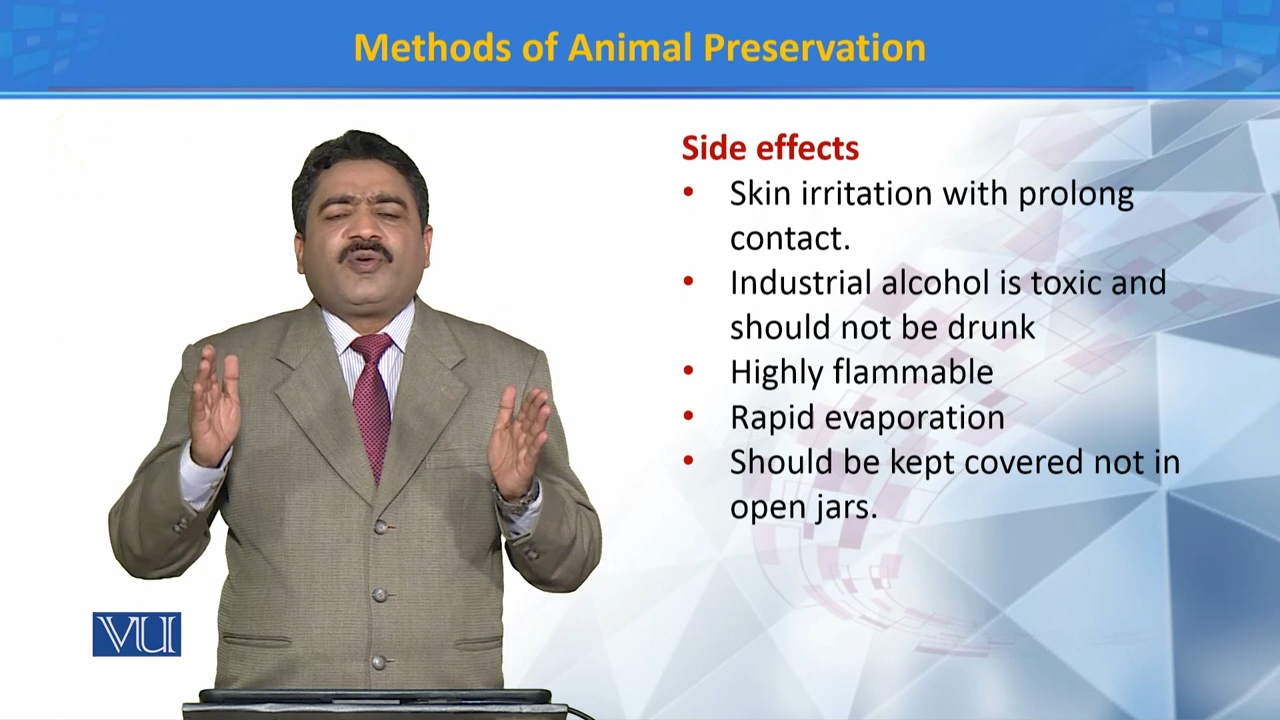 Methods of Animal Preservation
Side effects
• Skin irritation with prolong
contact.
• Industrial alcohol is toxic and
should not be drunk
• Highly flammable
• Rapid evaporation
• Should be kept covered not in
open jars.
VU